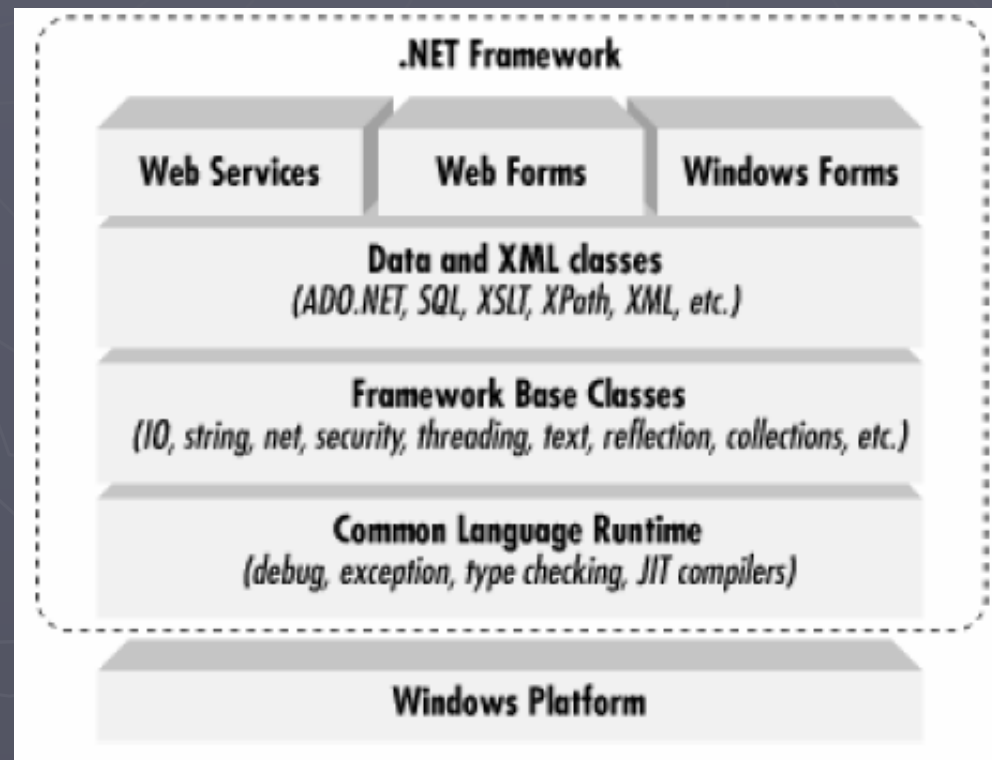 .NET Framework
Web Services Web Forms Windows Forms
Data and XML classes
(ADO.NET, SQL, XSLT, XPath, XML, etc.)
Framework Base Classes
(IO, string, net, security, threading, text, reflection, collections, etc.)
Common Language Runtime
(debug, exception, type checking, JIT compilers)
Windows Platform